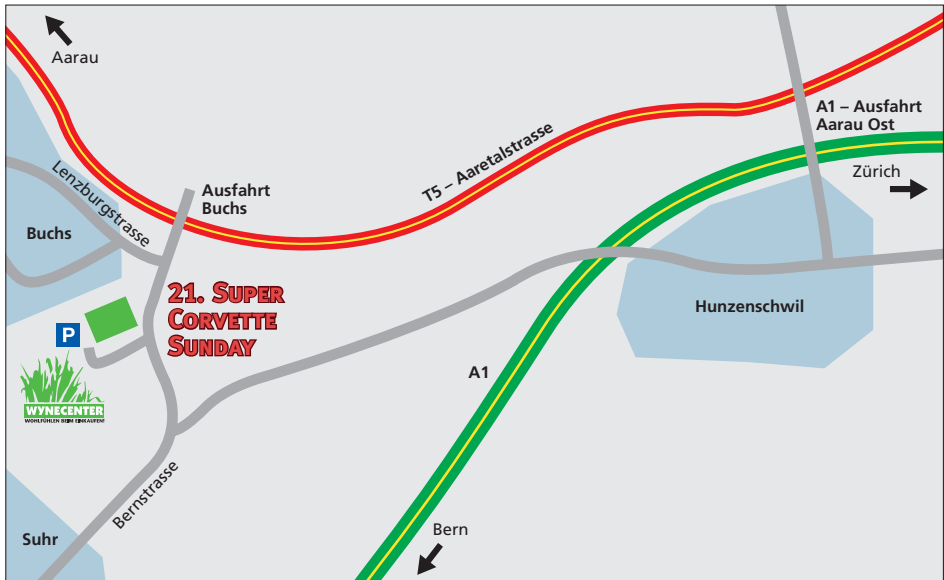 Aarau
A1 – Ausfahrt
Aarau Ost
T5 – Aaretalstrasse
Zürich
Lenzburgstrasse
Ausfahrt
Buchs
Buchs
21. SUPER
CORVETTE
SUNDAY
Hunzenschwil
P
A1
WYNECENTER
WOHLFÜHLEN BEIM EINKAUFEN!
Bernstrasse
Bern
Suhr